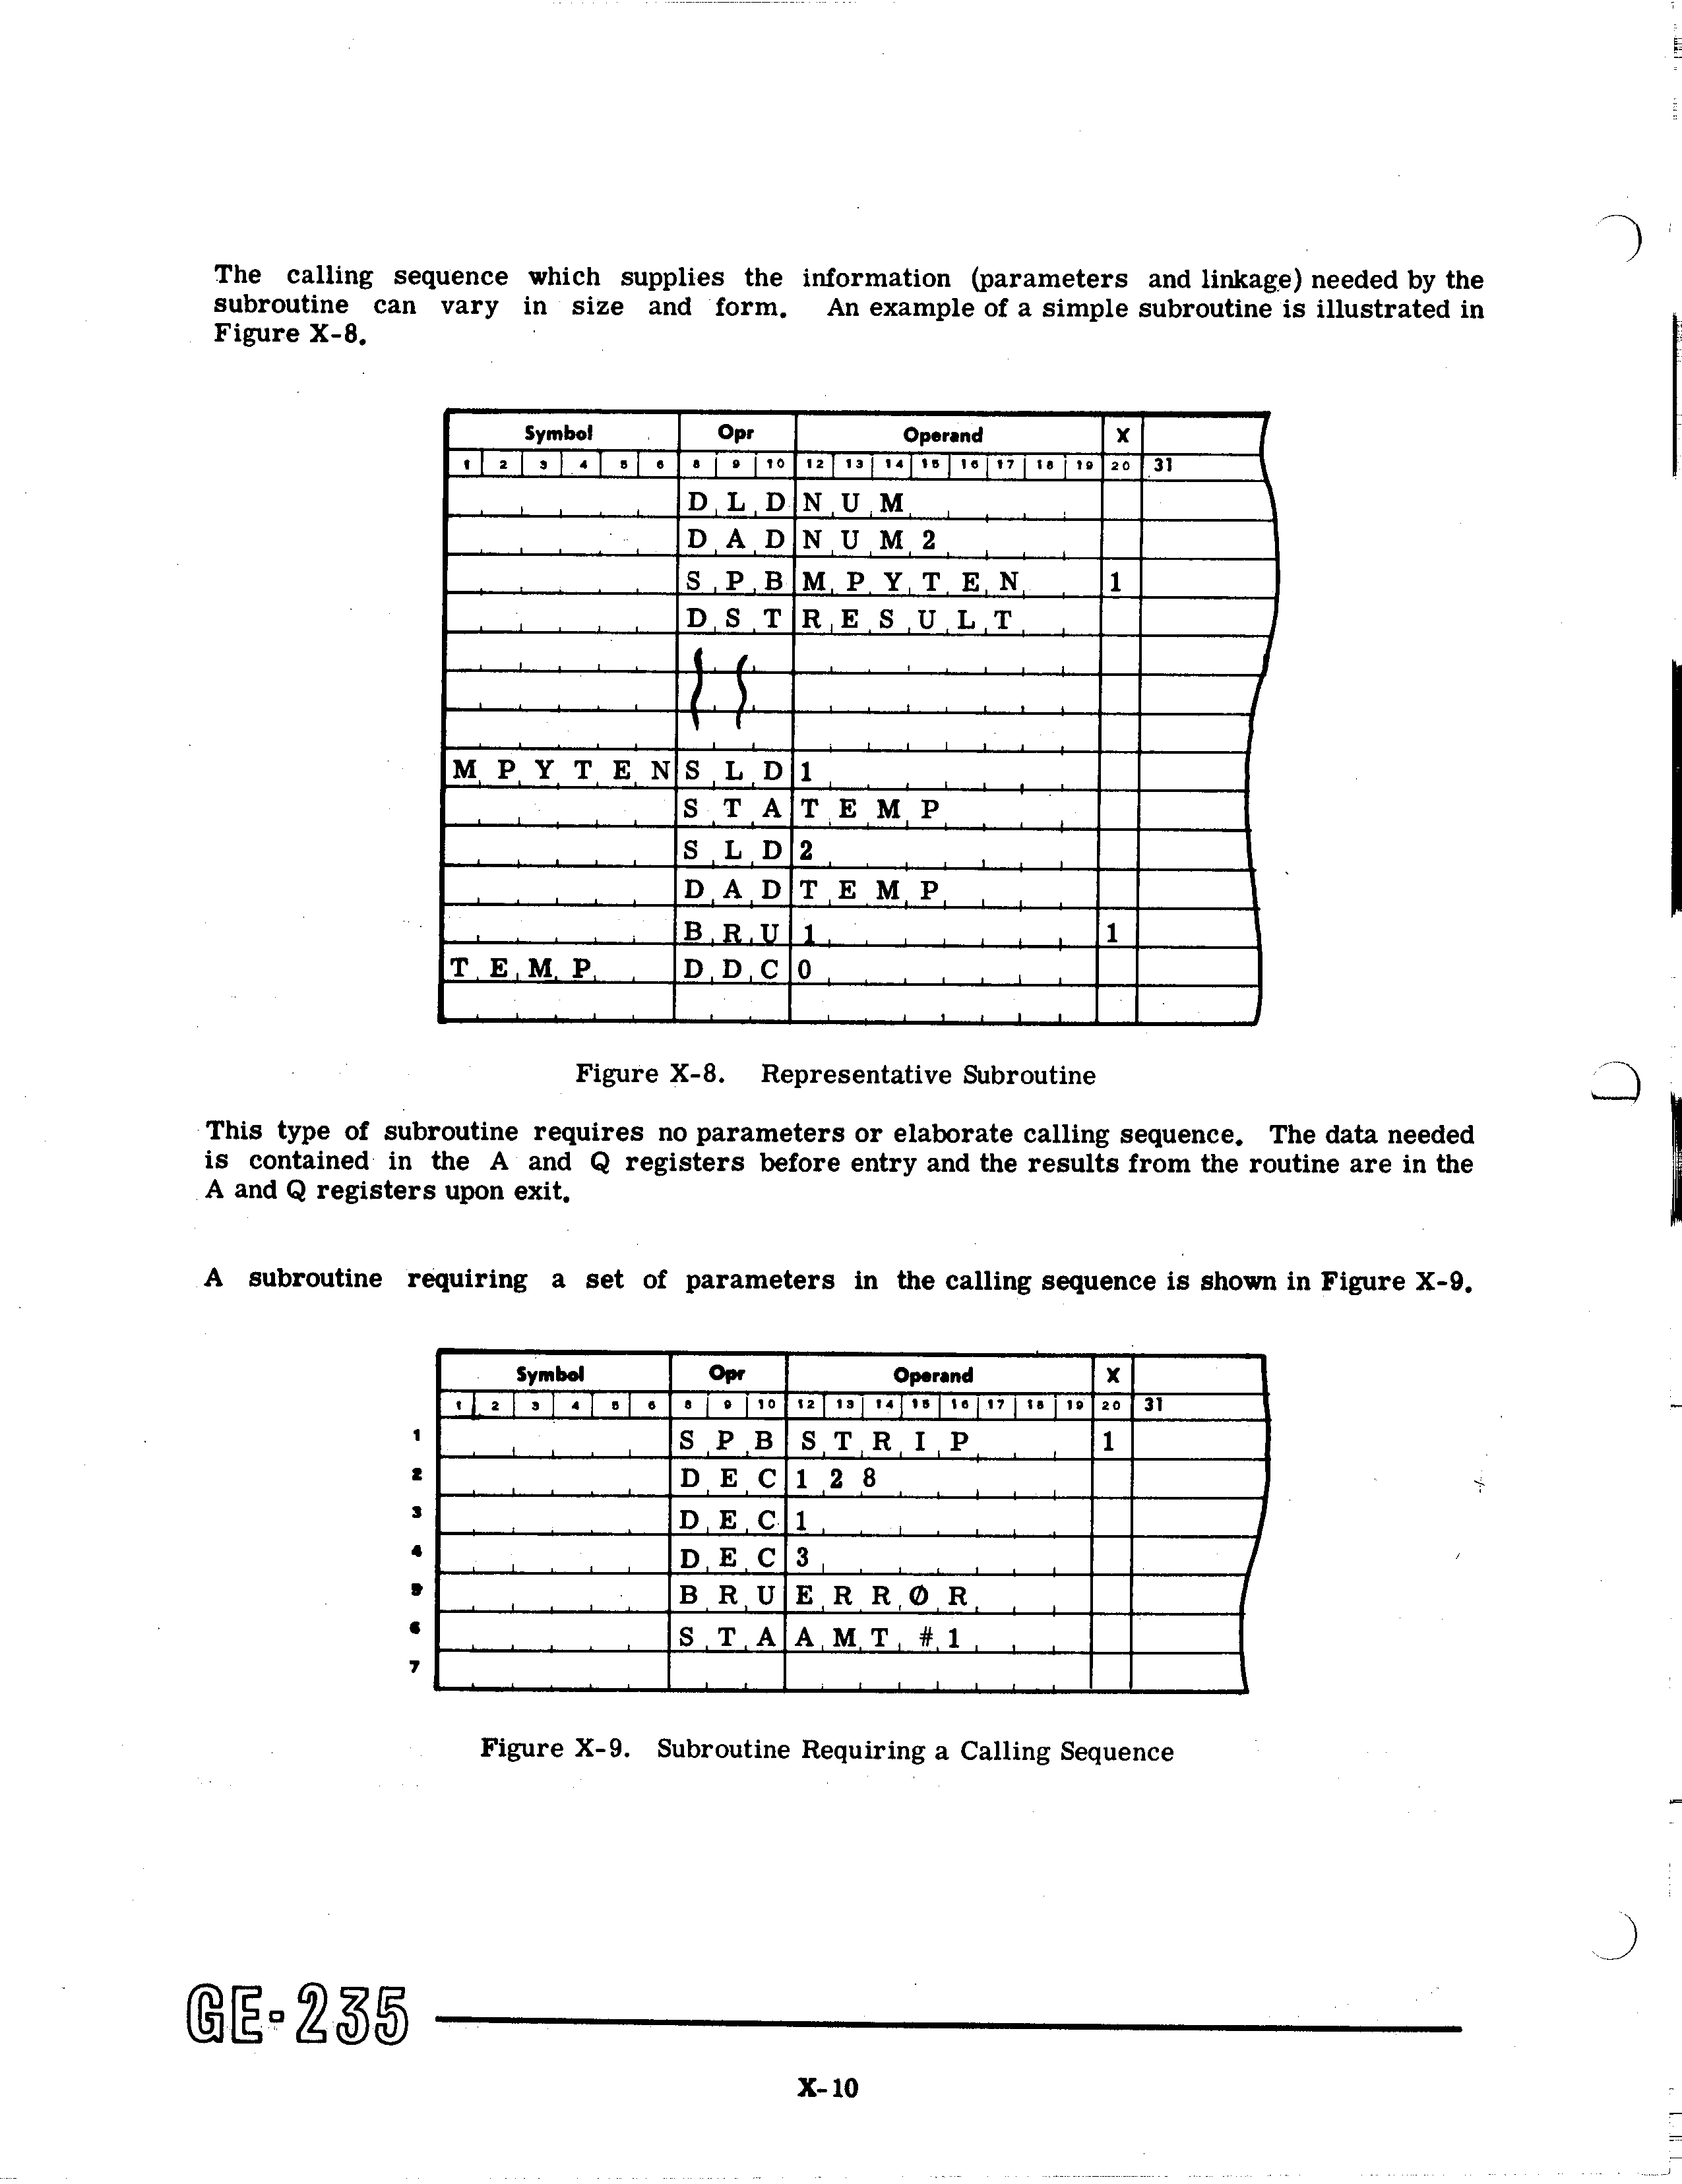 The calling sequence which supplies the information (parameters and linkage) needed by the
subroutine can vary in size and form. An example of a simple subroutine is illustrated in
Figure X-8.
Symbol Opr Operand X
1 2 3 4 5 6 8 9 10 12 13 14 15 16 17 18 19 20 31
DLD NUM
DAD NUM2
SPB MPYTEN 1
DST RESULT
MPYTEN SLD 1
STA TEMP
SLD 2
DAD TEMP
BRU 1 1
TEMP DDC 0
Figure X-8. Representative Subroutine
This type of subroutine requires no parameters or elaborate calling sequence. The data needed
is contained in the A and Q registers before entry and the results from the routine are in the
A and Q registers upon exit.
A subroutine requiring a set of parameters in the calling sequence is shown in Figure X-9.
Symbol Opr Operand X
1 2 3 4 5 6 8 9 10 12 13 14 15 16 17 18 19 20 31
1 SPB STRIP 1
2 DEC 128
3 DEC 1
4 DEC 3
5 BRU ERRØR
6 STA AMT#1
7
Figure X-9. Subroutine Requiring a Calling Sequence
GE-235
X-10